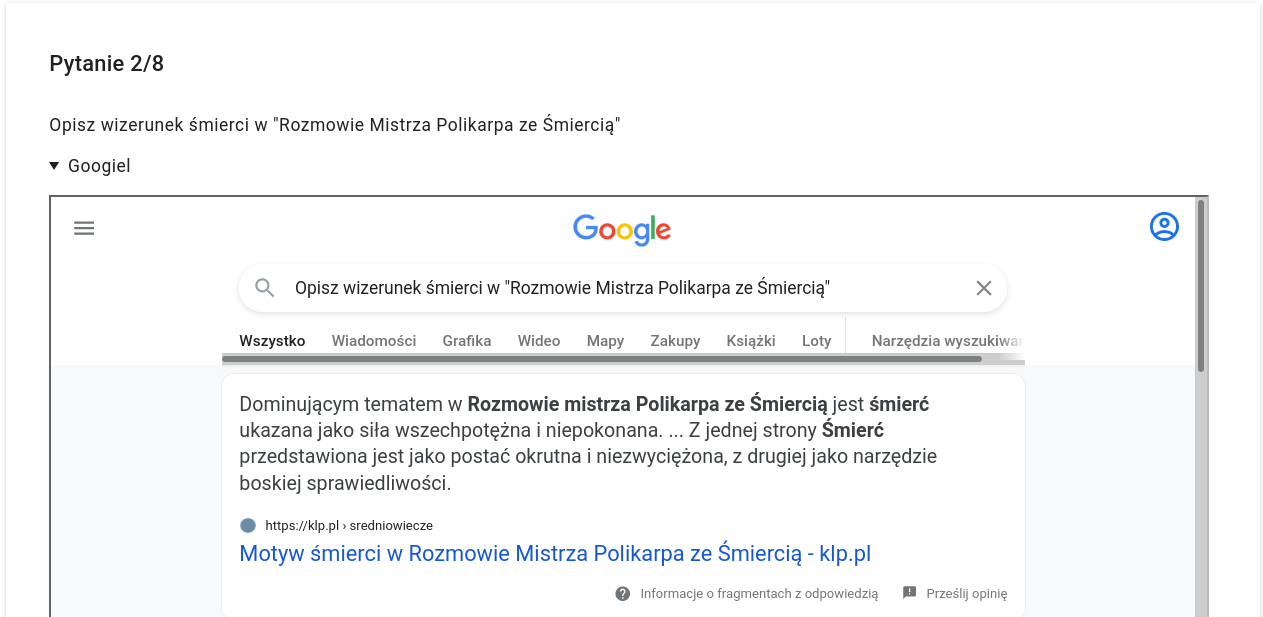 Pytanie 2/8
Opisz wizerunek śmierci w "Rozmowie Mistrza Polikarpa ze Śmiercią"
▼ Googiel
Google
Opisz wizerunek śmierci w "Rozmowie Mistrza Polikarpa ze Śmiercią"
Wszystko Wiadomości Grafika Wideo Mapy Zakupy Książki Loty Narzędzia wyszukiwan
Dominującym tematem w Rozmowie mistrza Polikarpa ze Śmiercią jest śmierć
ukazana jako siła wszechpotężna i niepokonana. ... Z jednej strony Śmierć
przedstawiona jest jako postać okrutna i niezwyciężona, z drugiej jako narzędzie
boskiej sprawiedliwości.
https://klp.pl › sredniowiecze
Motyw śmierci w Rozmowie Mistrza Polikarpa ze Śmiercią - klp.pl
Informacje o fragmentach z odpowiedzią Prześlij opinię